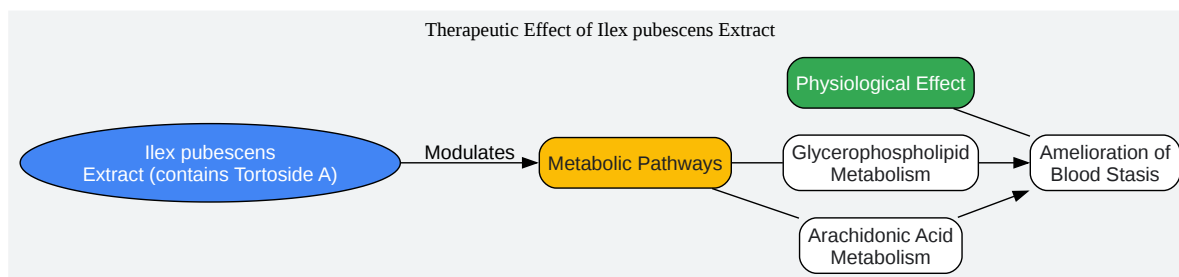 Therapeutic Effect of Ilex pubescens Extract
Physiological Effect
Ilex pubescens
Extract (contains Tortoside A)
Modulates
Metabolic Pathways
Glycerophospholipid
Metabolism
Amelioration of
Blood Stasis
Arachidonic Acid
Metabolism